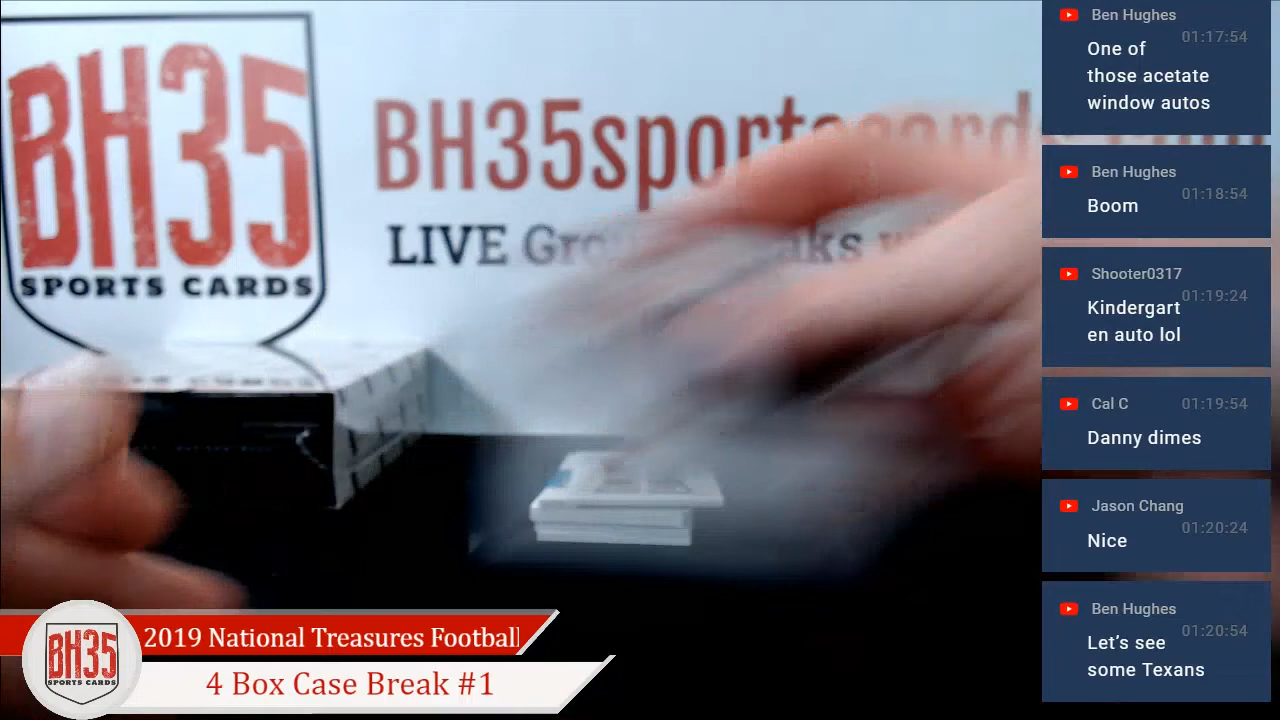 BH35
SPORTS CARDS
BH35sportscards
LIVE
2019 National Treasures Football
4 Box Case Break #1
BH35
SPORTS CARDS
Ben Hughes
01:17:54
One of
those acetate
window autos
Ben Hughes
01:18:54
Boom
Shooter0317
01:19:24
Kindergart
en auto lol
Cal C
01:19:54
Danny dimes
Jason Chang
01:20:24
Nice
Ben Hughes
01:20:54
Let's see
some Texans